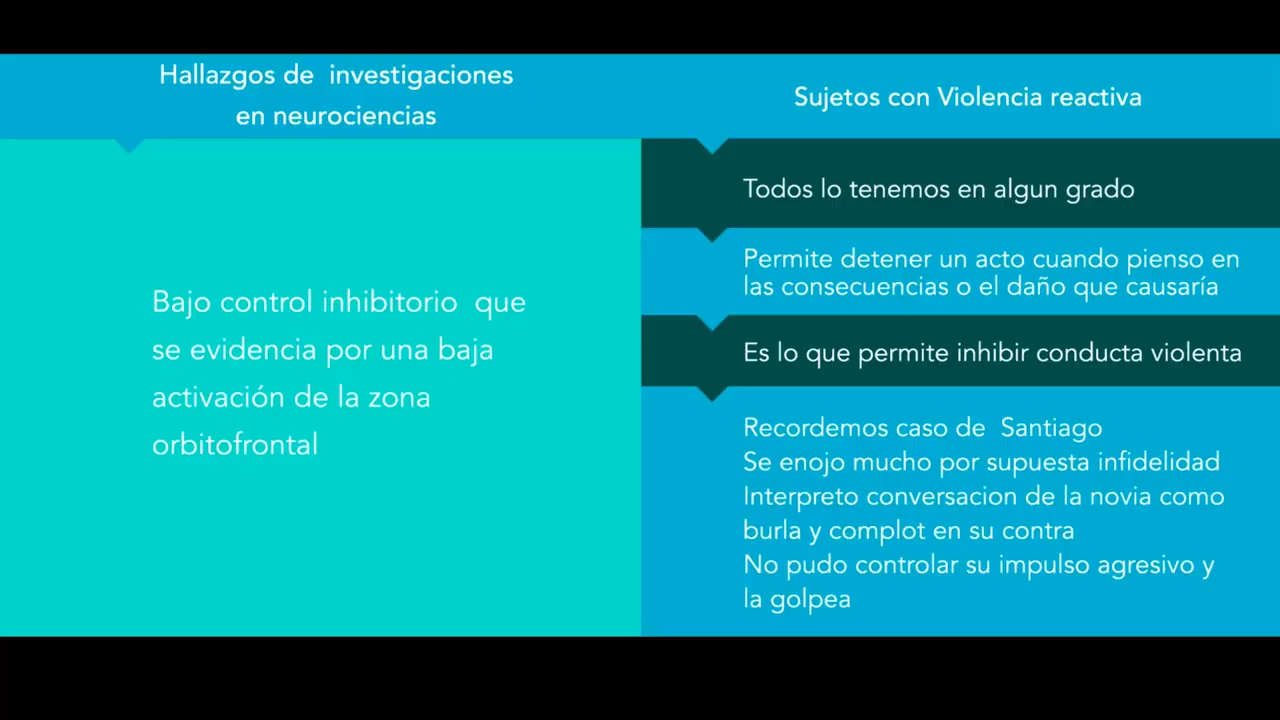 Hallazgos de investigaciones
en neurociencias
Bajo control inhibitorio que
se evidencia por una baja
activación de la zona
orbitofrontal
Sujetos con Violencia reactiva
Todos lo tenemos en algun grado
Permite detener un acto cuando pienso en
las consecuencias o el daño que causaría
Es lo que permite inhibir conducta violenta
Recordemos caso de Santiago
Se enojo mucho por supuesta infidelidad
Interpreto conversacion de la novia como
burla y complot en su contra
No pudo controlar su impulso agresivo y
la golpea